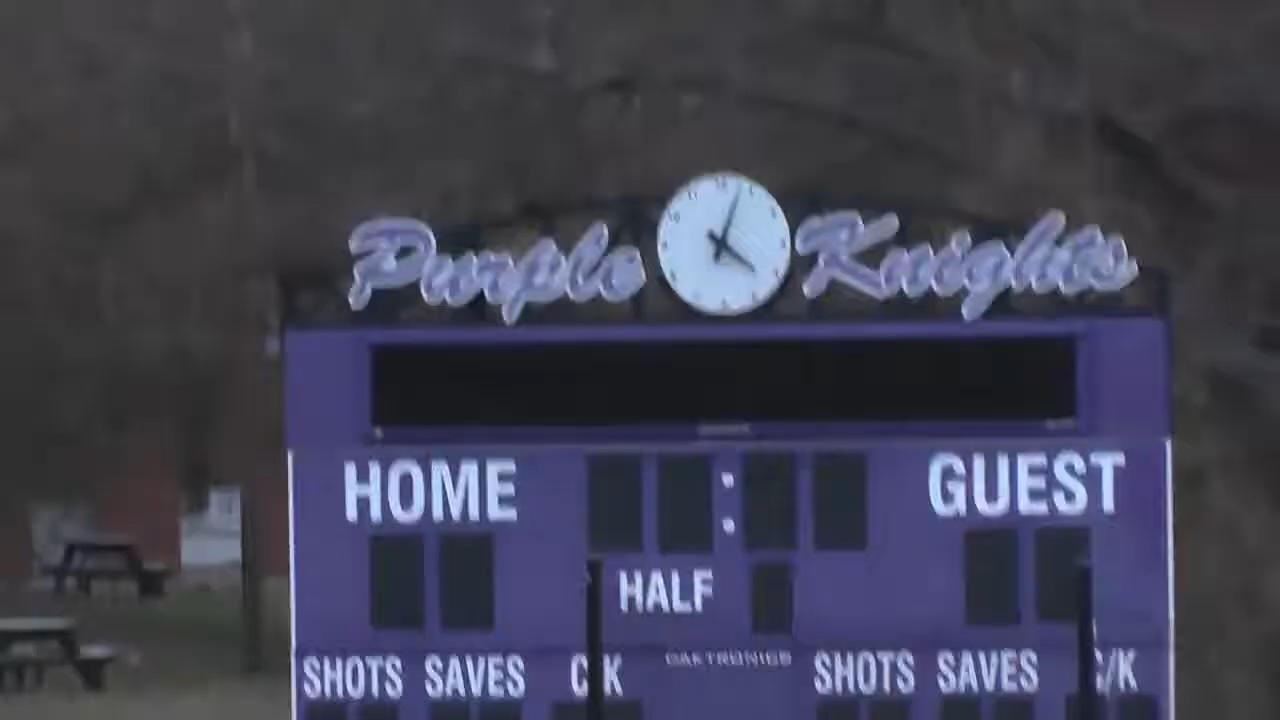 Purple Knights
HOME : GUEST
HALF
DAKTRONICS
SHOTS SAVES C/K SHOTS SAVES C/K